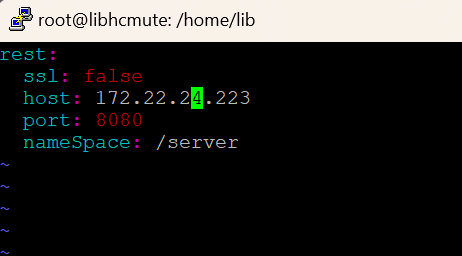 root@libhcmute: /home/lib
rest:
  ssl: false
  host: 172.22.24.223
  port: 8080
  nameSpace: /server
~
~
~
~
~